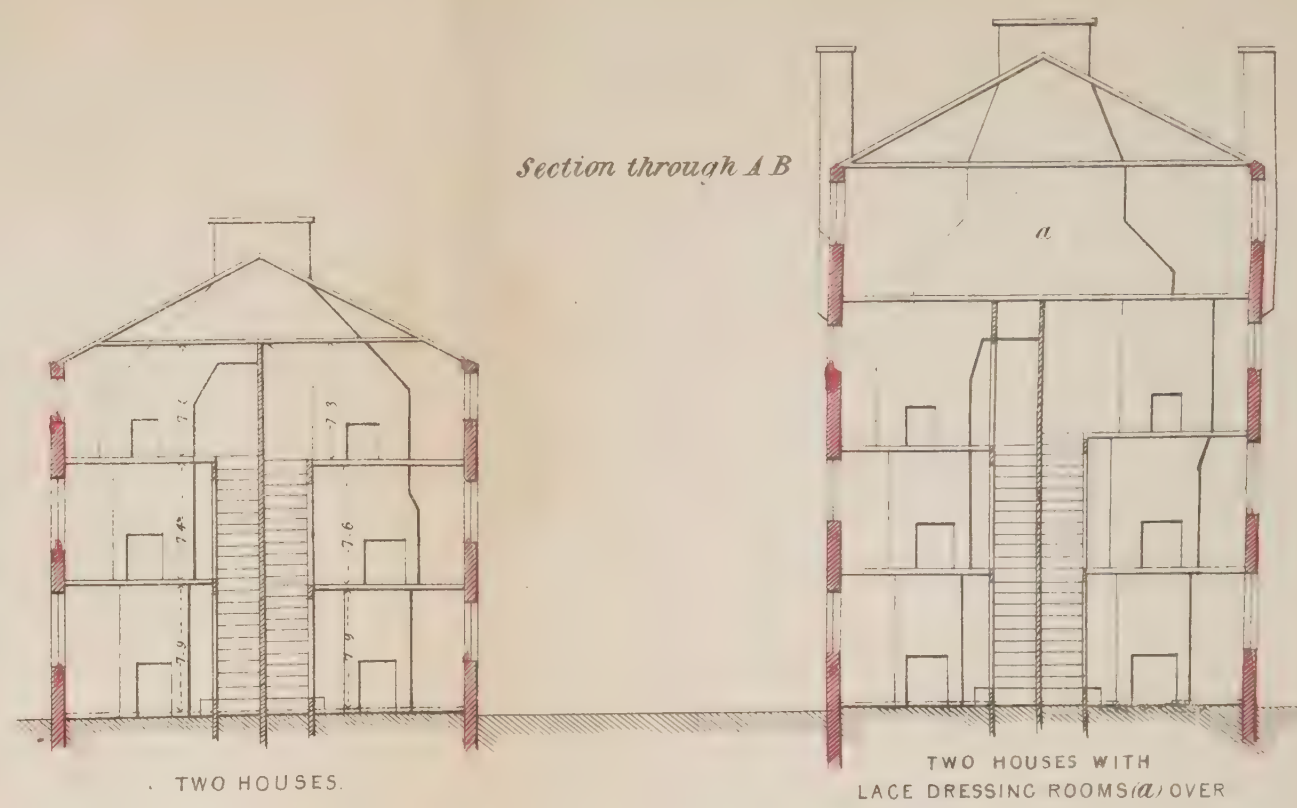 Section through A B
a
7.3
7.6
7.9
7.9
TWO HOUSES.
TWO HOUSES WITH
LACE DRESSING ROOMS (a) OVER